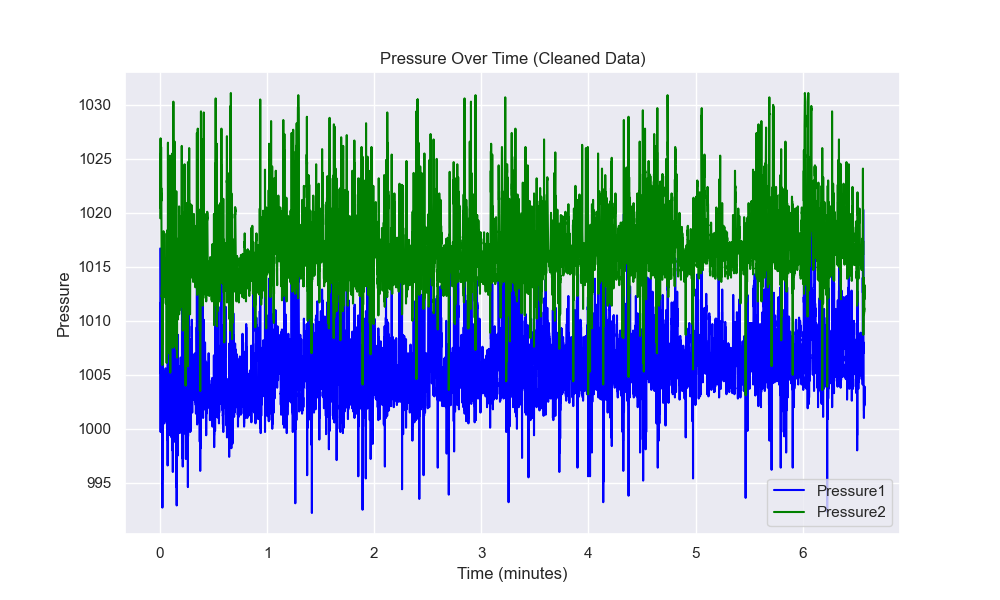 Pressure Over Time (Cleaned Data)
1030
1025
1020
1015
1010
1005
1000
995
Pressure
0 1 2 3 4 5 6
Time (minutes)
Pressure1
Pressure2